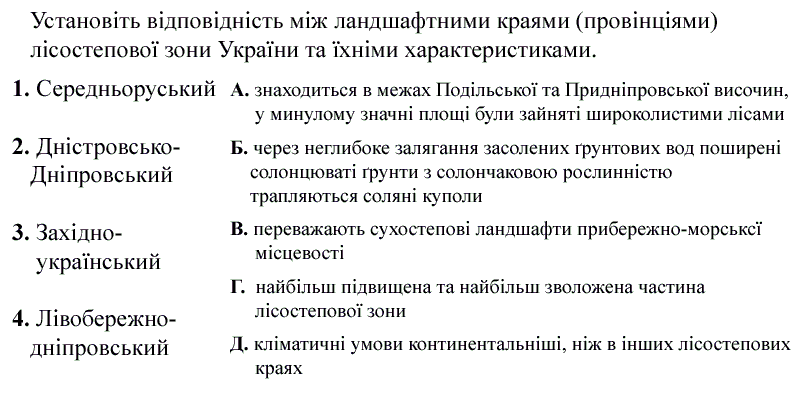 Установіть відповідність між ландшафтними краями (провінціями)
лісостепової зони України та їхніми характеристиками.
1. Середньоруський
2. Дністровсько-
Дніпровський
3. Західно-
український
4. Лівобережно-
дніпровський
А. знаходиться в межах Подільської та Придніпровської височин,
у минулому значні площі були зайняті широколистими лісами
Б. через неглибоке залягання засолених ґрунтових вод поширені
солонцюваті ґрунти з солончаковою рослинністю
трапляються соляні куполи
В. переважають сухостепові ландшафти прибережно-морськсї
місцевості
Г. найбільш підвищена та найбільш зволожена частина
лісостепової зони
Д. кліматичні умови континентальніші, ніж в інших лісостепових
краях